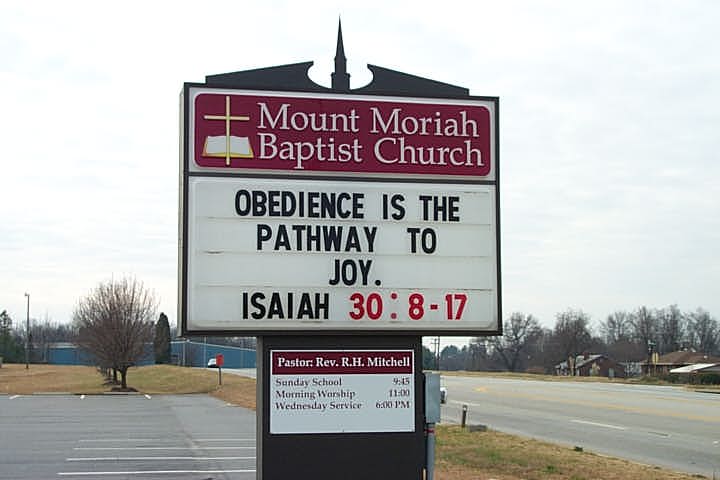 Mount Moriah
Baptist Church
OBEDIENCE IS THE
PATHWAY TO
JOY.
ISAIAH 30:8-17
Pastor: Rev. R.H. Mitchell
Sunday School 9:45
Morning Worship 11:00
Wednesday Service 6:00 PM